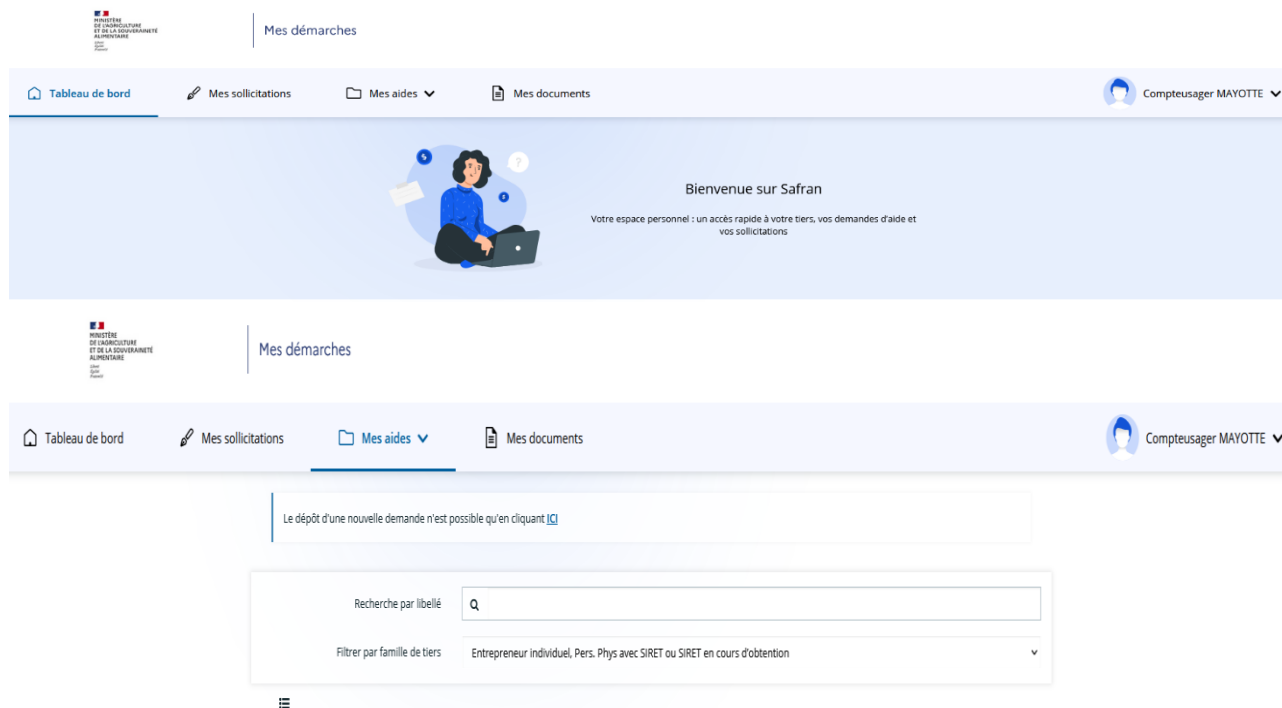 MINISTÈRE
DE L'AGRICULTURE
ET DE LA SOUVERAINETÉ
ALIMENTAIRE
Mes démarches
Tableau de bord Mes sollicitations Mes aides Mes documents Compteusager MAYOTTE
Bienvenue sur Safran
Votre espace personnel : un accès rapide à votre tiers, vos demandes d'aide et
vos sollicitations
MINISTÈRE
DE L'AGRICULTURE
ET DE LA SOUVERAINETÉ
ALIMENTAIRE
Mes démarches
Tableau de bord Mes sollicitations Mes aides Mes documents Compteusager MAYOTTE
Le dépôt d'une nouvelle demande n'est possible qu'en cliquant ICI
Recherche par libellé
Filtrer par famille de tiers Entrepreneur individuel, Pers. Phys avec SIRET ou SIRET en cours d'obtention